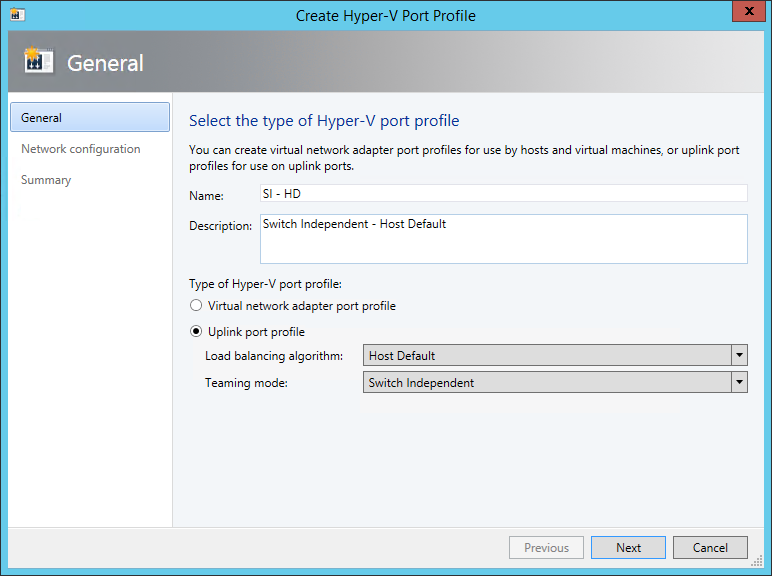 Create Hyper-V Port Profile
x
General
General
Network configuration
Summary
Select the type of Hyper-V port profile
You can create virtual network adapter port profiles for use by hosts and virtual machines, or uplink port
profiles for use on uplink ports.
Name: SI - HD
Description: Switch Independent - Host Default
Type of Hyper-V port profile:
Virtual network adapter port profile
Uplink port profile
Load balancing algorithm: Host Default
Teaming mode: Switch Independent
Previous Next Cancel